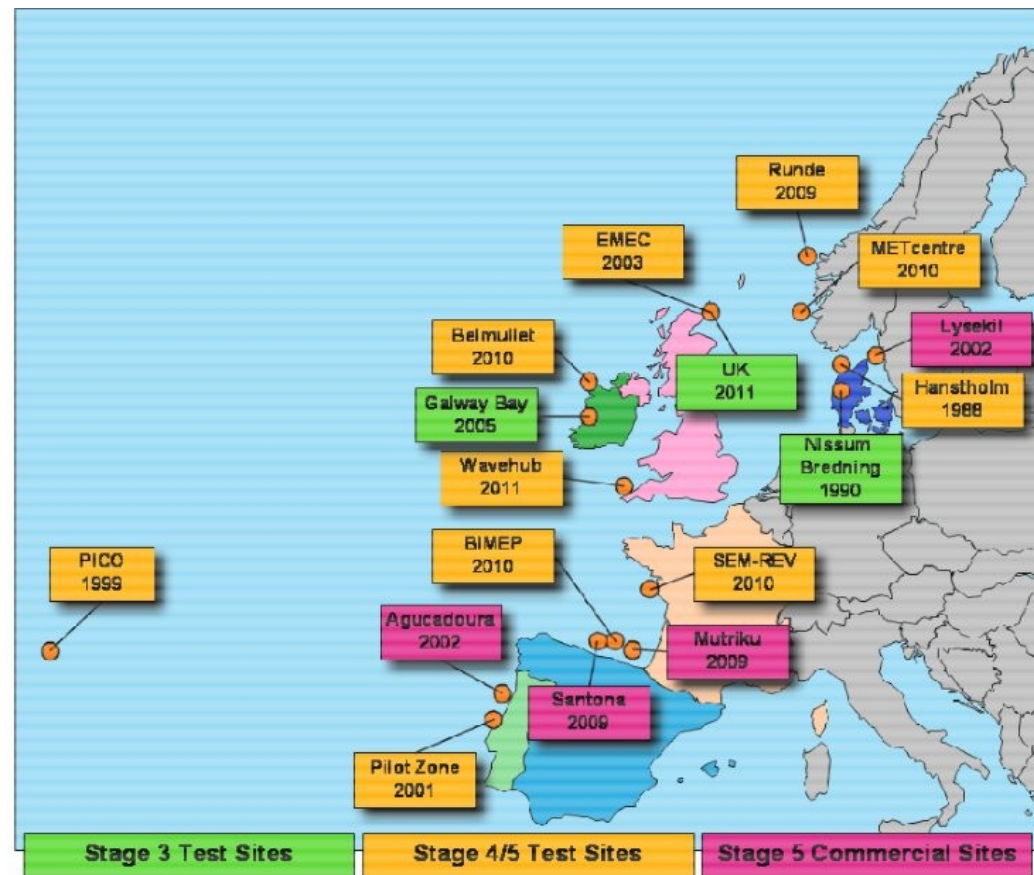 Runde
2009
EMEC
2003
METcentre
2010
Belmullet
2010
Lysekil
2002
UK
2011
Hanstholm
1988
Galway Bay
2005
Nissum
Bredning
1990
Wavehub
2011
BIMEP
2010
SEM-REV
2010
PICO
1999
Agucadoura
2002
Mutriku
2009
Santona
2009
Pilot Zone
2001
Stage 3 Test Sites
Stage 4/5 Test Sites
Stage 5 Commercial Sites